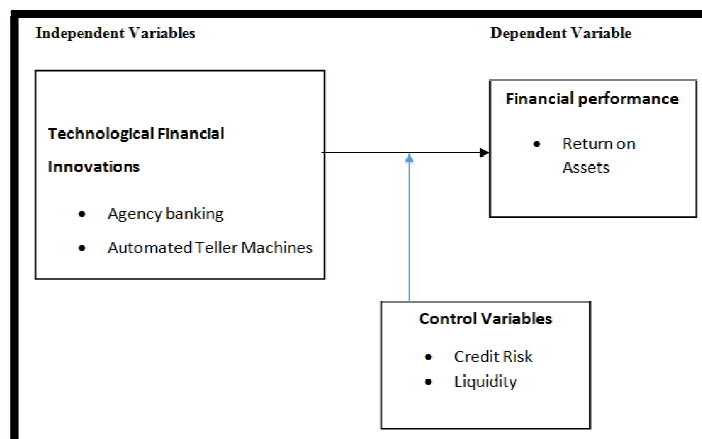 Independent Variables
Dependent Variable
Technological Financial
Innovations
• Agency banking
• Automated Teller Machines
Financial performance
• Return on
Assets
Control Variables
• Credit Risk
• Liquidity